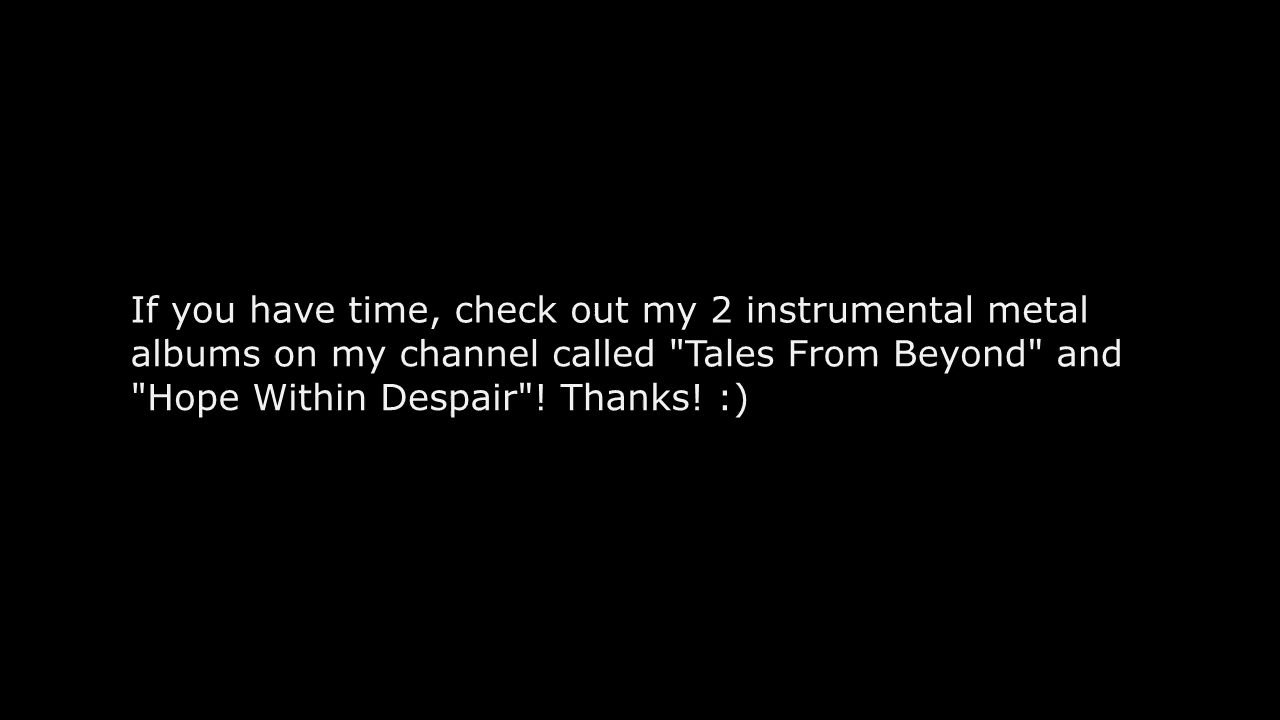 If you have time, check out my 2 instrumental metal
albums on my channel called "Tales From Beyond" and
"Hope Within Despair"! Thanks! :)